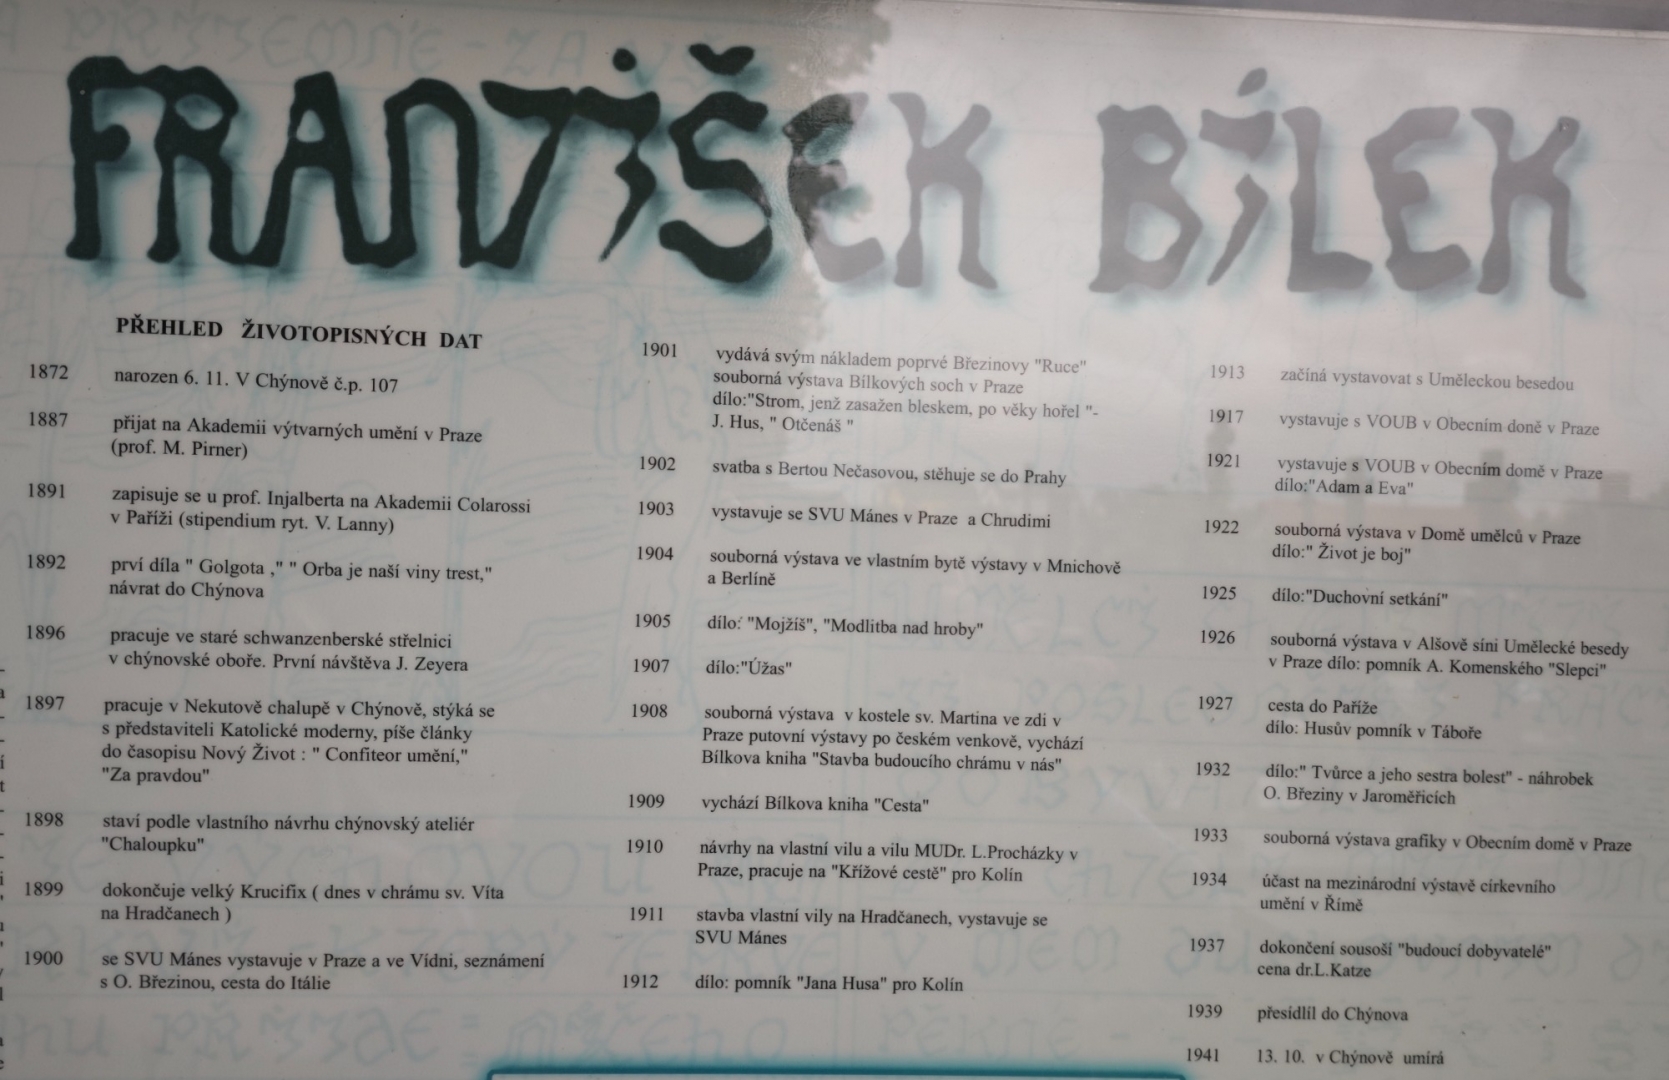 FRANTIŠEK BÍLEK
PŘEHLED ŽIVOTOPISNÝCH DAT
1872 narozen 6. 11. V Chýnově č.p. 107
1887 přijat na Akademii výtvarných umění v Praze
(prof. M. Pirner)
1891 zapisuje se u prof. Injalberta na Akademii Colarossi
v Paříži (stipendium ryt. V. Lanny)
1892 prví díla " Golgota ," " Orba je naší viny trest,"
návrat do Chýnova
1896 pracuje ve staré schwanzenberské střelnici
v chýnovské oboře. První návštěva J. Zeyera
1897 pracuje v Nekutově chalupě v Chýnově, stýká se
s představiteli Katolické moderny, píše články
do časopisu Nový Život : " Confiteor umění,"
"Za pravdou"
1898 staví podle vlastního návrhu chýnovský ateliér
"Chaloupku"
1899 dokončuje velký Krucifix ( dnes v chrámu sv. Víta
na Hradčanech )
1900 se SVU Mánes vystavuje v Praze a ve Vídni, seznámení
s O. Březinou, cesta do Itálie
1901 vydává svým nákladem poprvé Březinovy "Ruce"
souborná výstava Bílkových soch v Praze
dílo:"Strom, jenž zasažen bleskem, po věky hořel "-
J. Hus, " Otčenáš "
1902 svatba s Bertou Nečasovou, stěhuje se do Prahy
1903 vystavuje se SVU Mánes v Praze a Chrudimi
1904 souborná výstava ve vlastním bytě výstavy v Mnichově
a Berlíně
1905 dílo: "Mojžíš", "Modlitba nad hroby"
1907 dílo:"Úžas"
1908 souborná výstava v kostele sv. Martina ve zdi v
Praze putovní výstavy po českém venkově, vychází
Bílkova kniha "Stavba budoucího chrámu v nás"
1909 vychází Bílkova kniha "Cesta"
1910 návrhy na vlastní vilu a vilu MUDr. L.Procházky v
Praze, pracuje na "Křížové cestě" pro Kolín
1911 stavba vlastní vily na Hradčanech, vystavuje se
SVU Mánes
1912 dílo: pomník "Jana Husa" pro Kolín
1913 začíná vystavovat s Uměleckou besedou
1917 vystavuje s VOUB v Obecním doně v Praze
1921 vystavuje s VOUB v Obecním domě v Praze
dílo:"Adam a Eva"
1922 souborná výstava v Domě umělců v Praze
dílo:" Život je boj"
1925 dílo:"Duchovní setkání"
1926 souborná výstava v Alšově síni Umělecké besedy
v Praze dílo: pomník A. Komenského "Slepci"
1927 cesta do Paříže
dílo: Husův pomník v Táboře
1932 dílo:" Tvůrce a jeho sestra bolest" - náhrobek
O. Březiny v Jaroměřicích
1933 souborná výstava grafiky v Obecním domě v Praze
1934 účast na mezinárodní výstavě církevního
umění v Římě
1937 dokončení sousoší "budoucí dobyvatelé"
cena dr.L.Katze
1939 přesídlil do Chýnova
1941 13. 10. v Chýnově umírá